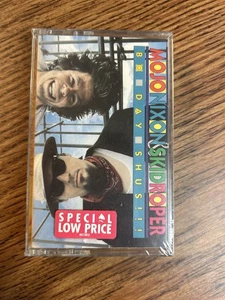 MOJO NIXON & SKID ROPER
BO DAY SHUS!!!
SPECIAL
LOW PRICE